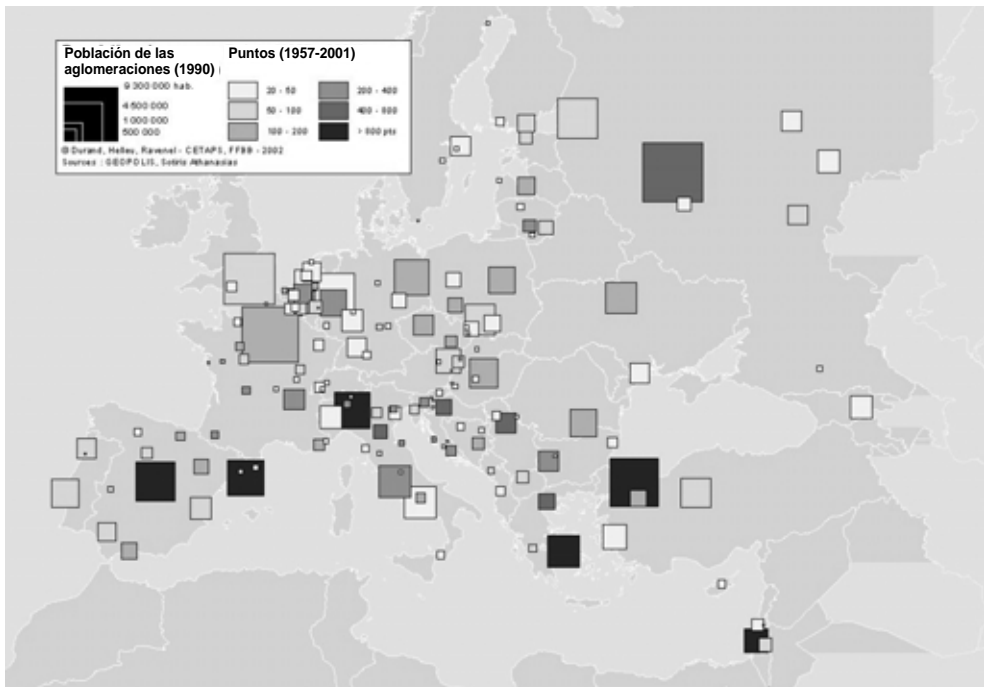 Población de las
aglomeraciones (1990)
Puntos (1957-2001)
9 300 000 hab.
4 500 000
1 000 000
500 000
20 - 50
50 - 100
100 - 200
200 - 400
400 - 800
> 800 pts
© Durand, Helleu, Ravenel - CETAPS, FFBB - 2002
Sources : GEOPOLIS, Sotiris Athanasias